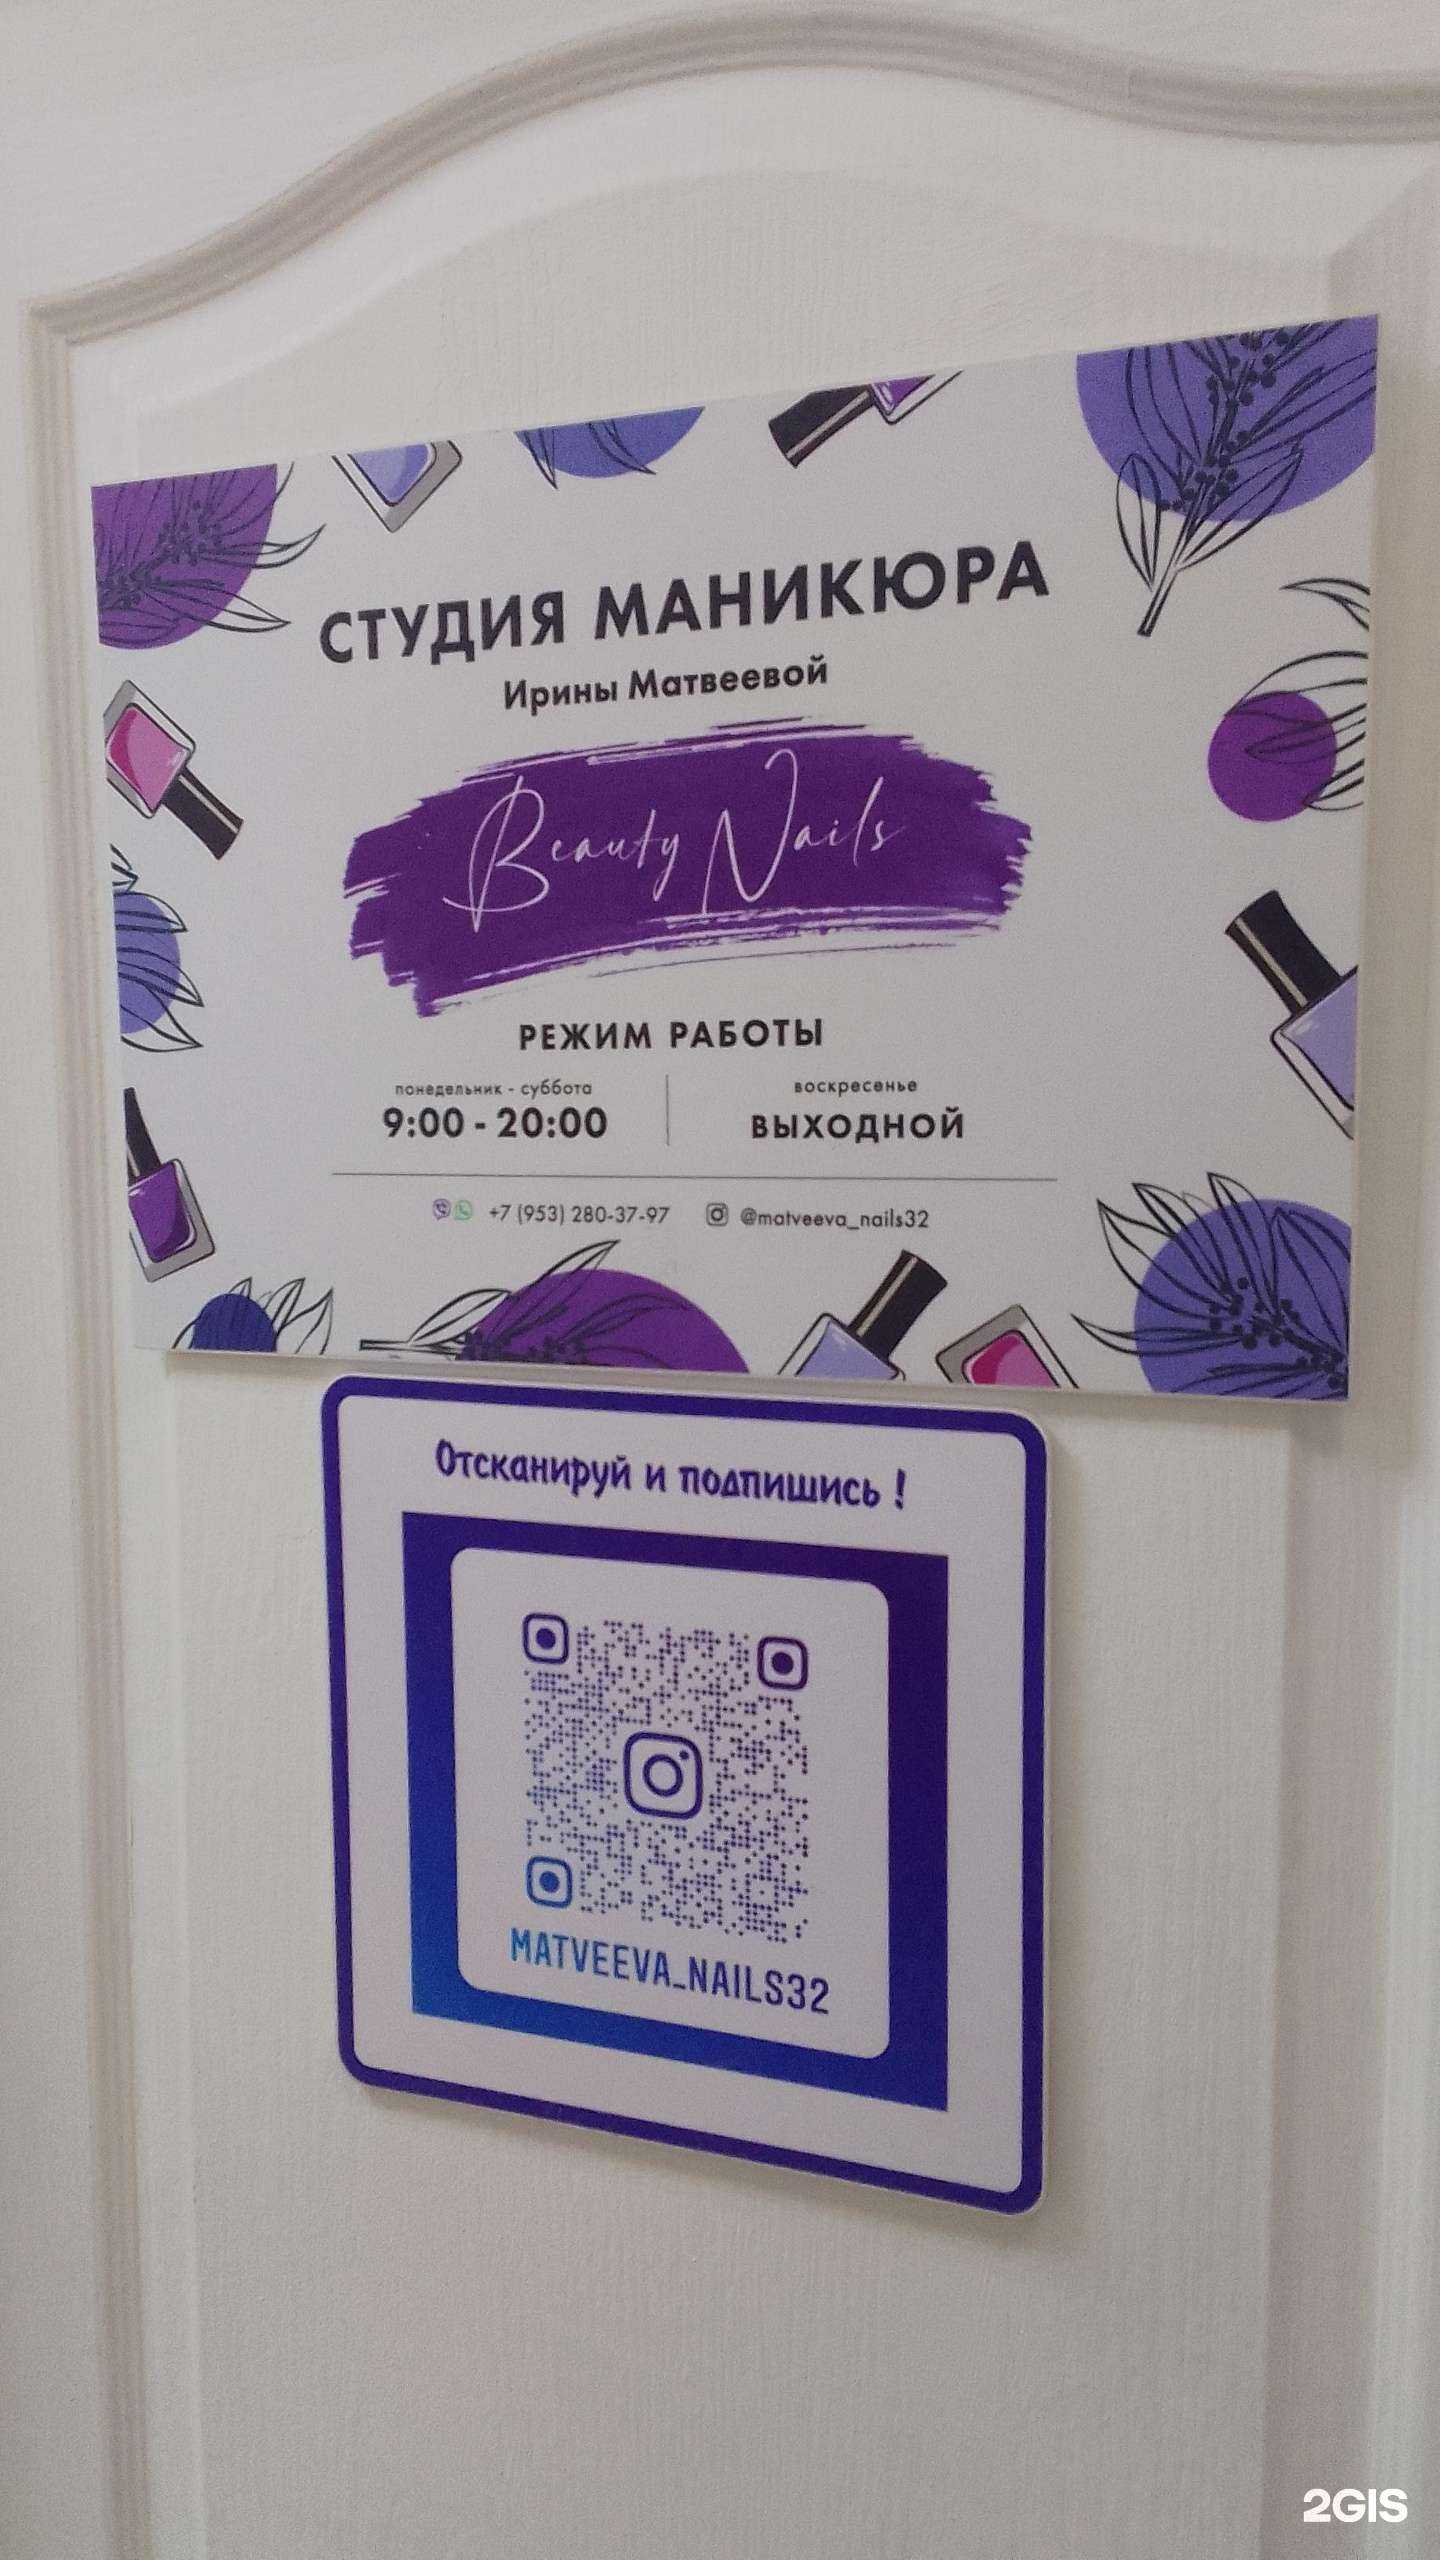 СТУДИЯ МАНИКЮРА
Ирины Матвеевой
Beauty Nails
РЕЖИМ РАБОТЫ
понедельник - суббота
9:00 - 20:00
воскресенье
ВЫХОДНОЙ
+7 (953) 280-37-97 @matveeva_nails32
Отсканируй и подпишись !
MATVEEVA_NAILS32
2GIS